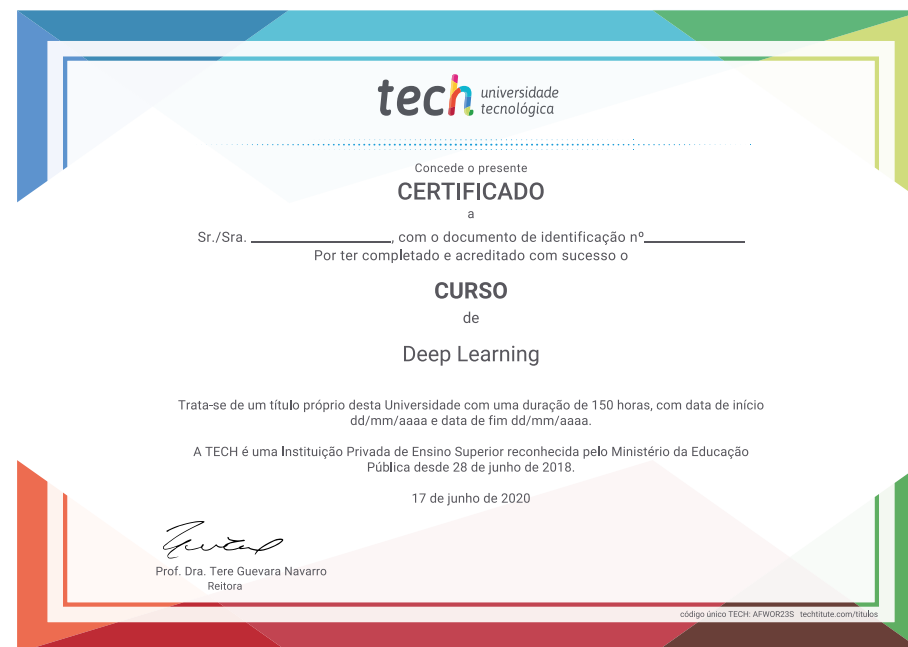 tech universidade
tecnológica
Concede o presente
CERTIFICADO
a
Sr./Sra. ____________________, com o documento de identificação nº______________
Por ter completado e acreditado com sucesso o
CURSO
de
Deep Learning
Trata-se de um título próprio desta Universidade com uma duração de 150 horas, com data de início
dd/mm/aaaa e data de fim dd/mm/aaaa.
A TECH é uma Instituição Privada de Ensino Superior reconhecida pelo Ministério da Educação
Pública desde 28 de junho de 2018.
17 de junho de 2020
Prof. Dra. Tere Guevara Navarro
Reitora
código único TECH: AFWOR23S techtitute.com/titulos